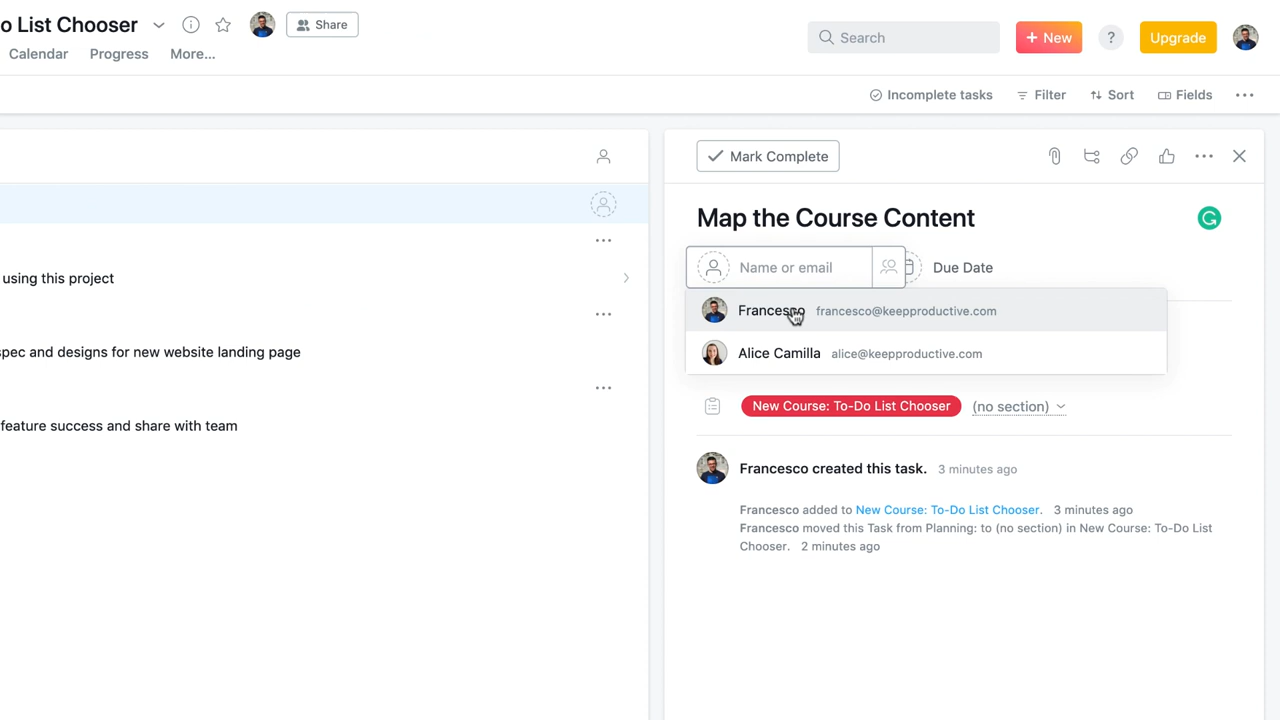 o List Chooser
Share
Calendar Progress More...
Search
+ New
?
Upgrade
Incomplete tasks Filter Sort Fields
Mark Complete
Map the Course Content
Name or email
Due Date
Francesco francesco@keepproductive.com
Alice Camilla alice@keepproductive.com
New Course: To-Do List Chooser (no section)
Francesco created this task. 3 minutes ago
Francesco added to New Course: To-Do List Chooser. 3 minutes ago
Francesco moved this Task from Planning: to (no section) in New Course: To-Do List
Chooser. 2 minutes ago
using this project
spec and designs for new website landing page
feature success and share with team